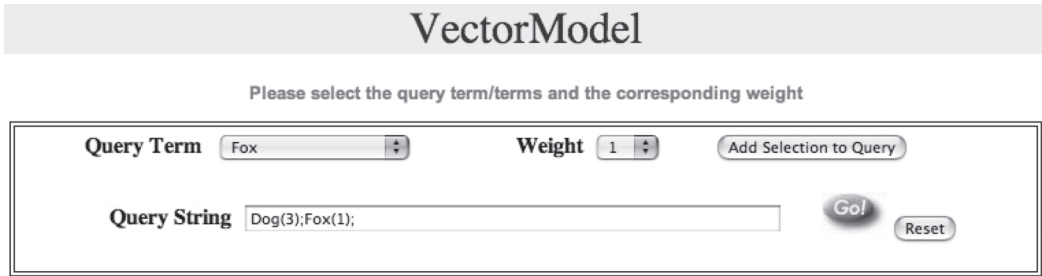 VectorModel
Please select the query term/terms and the corresponding weight
Query Term Fox Weight 1 Add Selection to Query
Query String Dog(3);Fox(1); Go! Reset